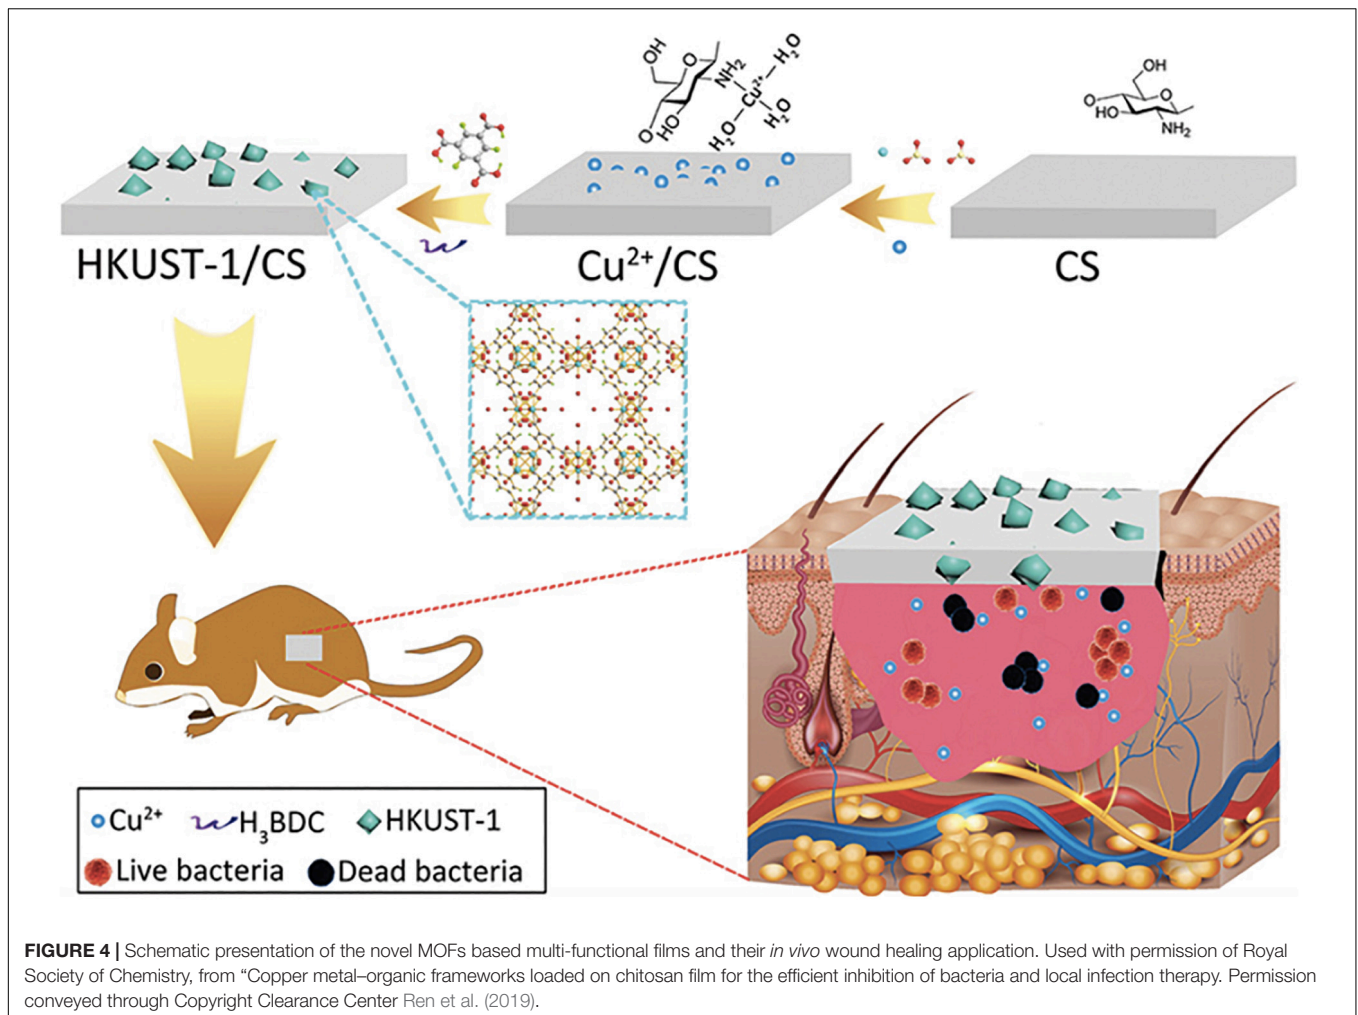 OH
O
NH₂
HO
O
Cu²⁺
H₂O
H₂O
H₂O
OH
O
O
HO
NH₂
HKUST-1/CS
Cu²⁺/CS
CS
Cu²⁺
H₃BDC
HKUST-1
Live bacteria
Dead bacteria
FIGURE 4 | Schematic presentation of the novel MOFs based multi-functional films and their in vivo wound healing application. Used with permission of Royal
Society of Chemistry, from “Copper metal–organic frameworks loaded on chitosan film for the efficient inhibition of bacteria and local infection therapy. Permission
conveyed through Copyright Clearance Center Ren et al. (2019).